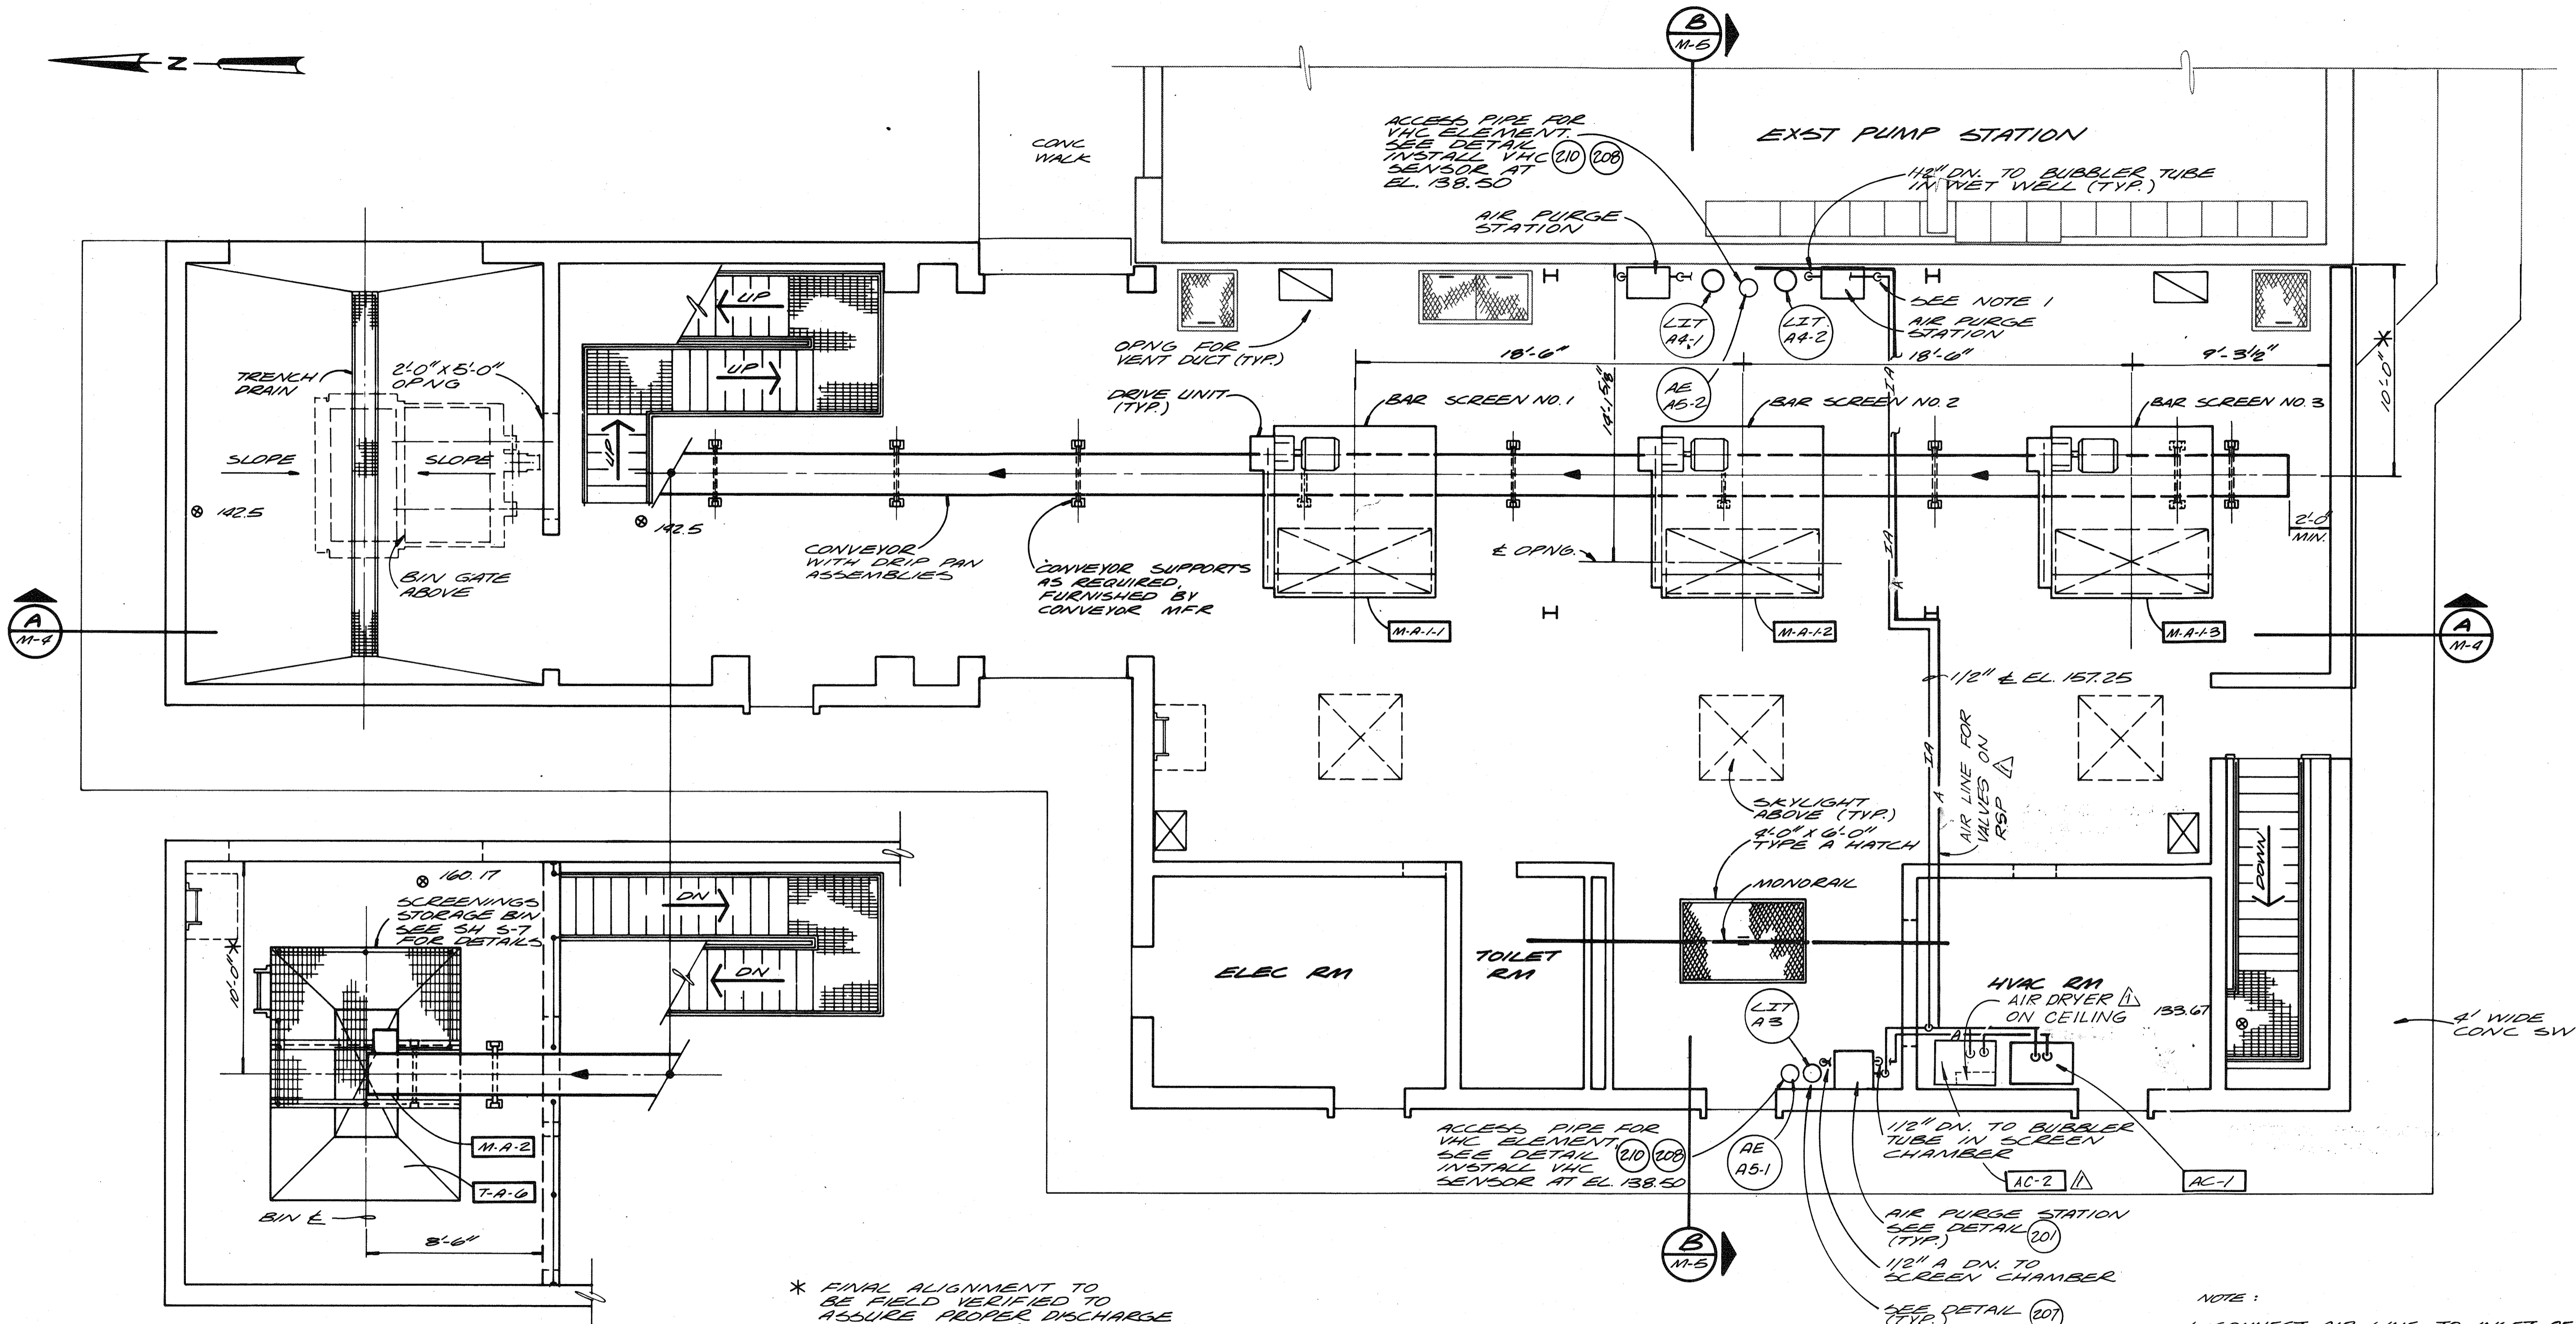 N
B
M-5
CONC
WALK
ACCESS PIPE FOR
VHC ELEMENT.
SEE DETAIL
INSTALL VHC 210 208
SENSOR AT
EL. 138.50
EXST PUMP STATION
1-1/2" DN. TO BUBBLER TUBE
IN WET WELL (TYP.)
AIR PURGE
STATION
SEE NOTE 1
AIR PURGE
STATION
LIT
A4-1
LIT
A4-2
AE
A5-2
OPNG FOR
VENT DUCT (TYP.)
18'-6"
18'-6"
9'-3 1/2"
10'-0" *
14'-1 5/8"
UP
UP
UP
TRENCH
DRAIN
2'-0" X 5'-0"
OPNG
DRIVE UNIT
(TYP.)
BAR SCREEN NO. 1
BAR SCREEN NO. 2
BAR SCREEN NO. 3
IA
SLOPE
SLOPE
142.5
142.5
2'-0"
MIN.
BIN GATE
ABOVE
CONVEYOR
WITH DRIP PAN
ASSEMBLIES
CONVEYOR SUPPORTS
AS REQUIRED,
FURNISHED BY
CONVEYOR MFR
℄ OPNG.
IA
A
A
M-4
A
M-4
M-A-1-1
M-A-1-2
M-A-1-3
1/2" ℄ EL. 157.25
IA
A
AIR LINE FOR
VALVES ON
RSP 1
SKYLIGHT
ABOVE (TYP.)
4'-0" X 6'-0"
TYPE A HATCH
MONORAIL
DOWN
160.17
SCREENINGS
STORAGE BIN
SEE SH S-7
FOR DETAILS
10'-0" *
DN
DN
ELEC RM
TOILET
RM
HVAC RM
AIR DRYER 1
ON CEILING
133.67
4' WIDE
CONC SW
LIT
A3
A
M-A-2
T-A-6
BIN ℄
8'-6"
ACCESS PIPE FOR
VHC ELEMENT,
SEE DETAIL 210 208
INSTALL VHC
SENSOR AT EL. 138.50
AE
A5-1
1/2" DN. TO BUBBLER
TUBE IN SCREEN
CHAMBER
AC-2 1
AC-1
B
M-5
AIR PURGE STATION
SEE DETAIL 201
(TYP.)
1/2" A DN. TO
SCREEN CHAMBER
SEE DETAIL 207
(TYP.)
* FINAL ALIGNMENT TO
BE FIELD VERIFIED TO
ASSURE PROPER DISCHARGE
NOTE :